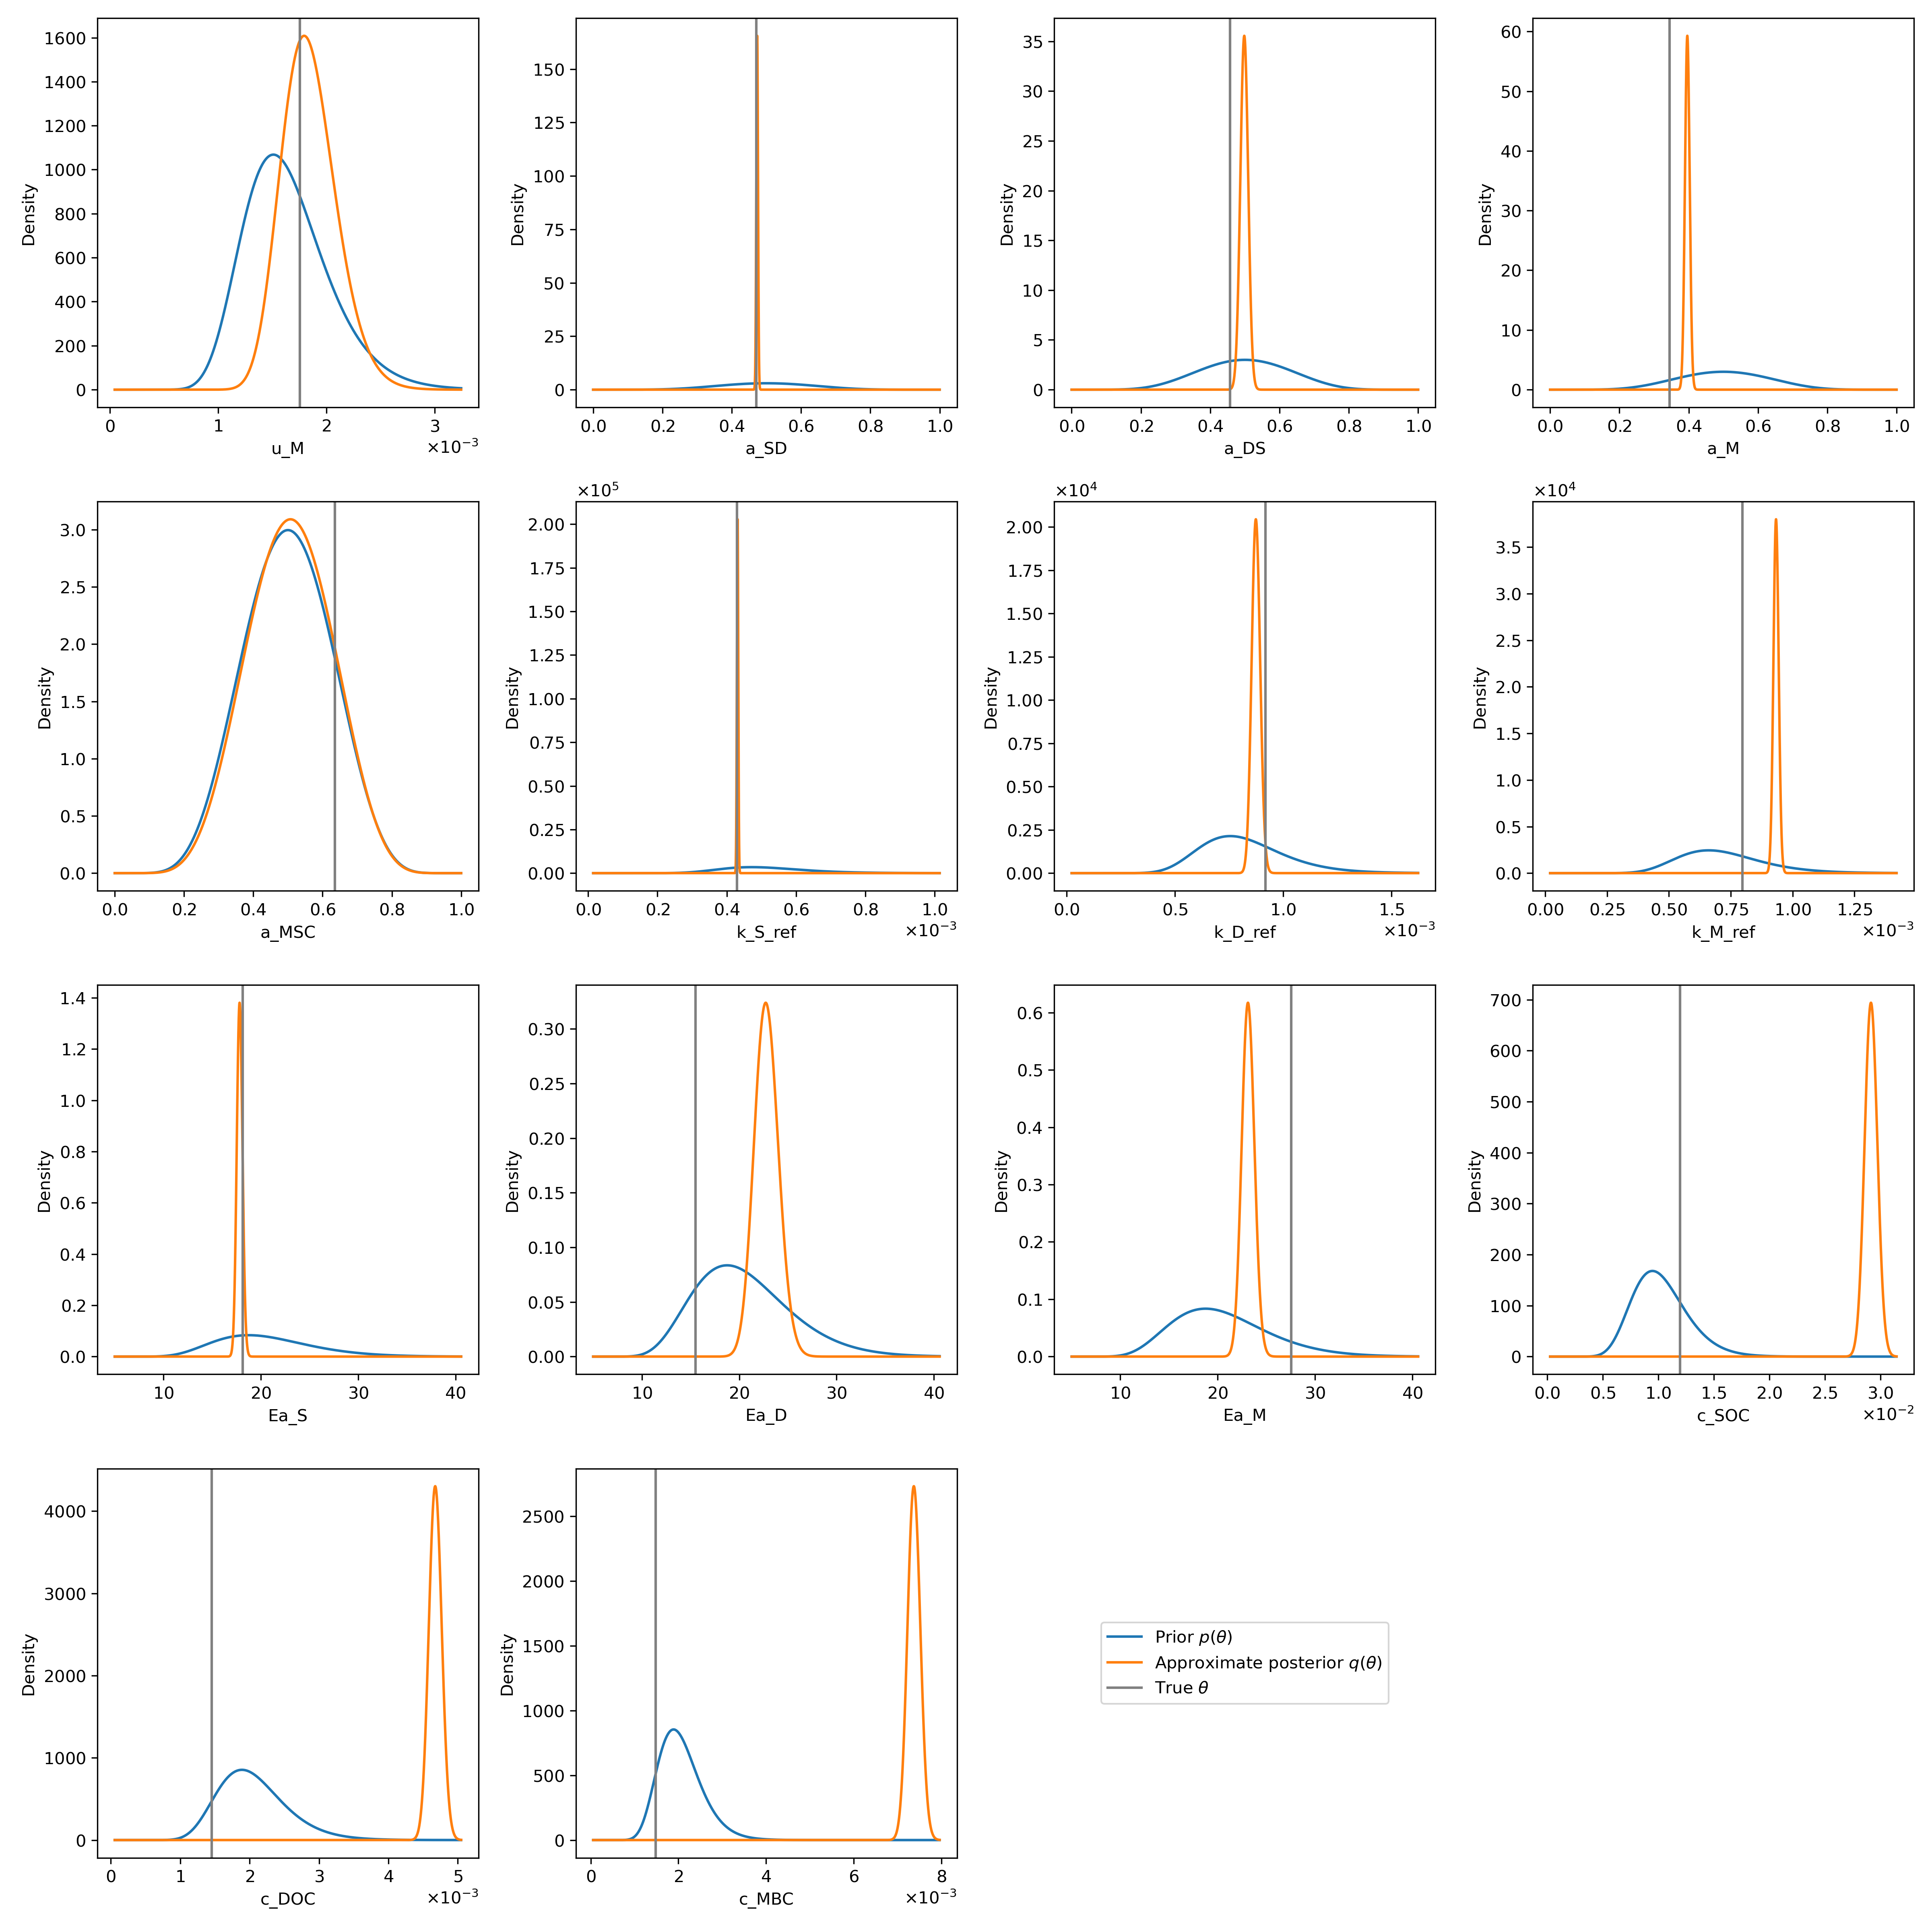 1600
1400
1200
1000
800
600
400
200
0
Density
0 1 2 3
×10⁻³
u_M
150
125
100
75
50
25
0
Density
0.0 0.2 0.4 0.6 0.8 1.0
a_SD
35
30
25
20
15
10
5
0
Density
0.0 0.2 0.4 0.6 0.8 1.0
a_DS
60
50
40
30
20
10
0
Density
0.0 0.2 0.4 0.6 0.8 1.0
a_M
3.0
2.5
2.0
1.5
1.0
0.5
0.0
Density
0.0 0.2 0.4 0.6 0.8 1.0
a_MSC
×10⁵
2.00
1.75
1.50
1.25
1.00
0.75
0.50
0.25
0.00
Density
0.0 0.2 0.4 0.6 0.8 1.0
k_S_ref
×10⁻³
×10⁴
2.00
1.75
1.50
1.25
1.00
0.75
0.50
0.25
0.00
Density
0.0 0.5 1.0 1.5
k_D_ref
×10⁻³
×10⁴
3.5
3.0
2.5
2.0
1.5
1.0
0.5
0.0
Density
0.00 0.25 0.50 0.75 1.00 1.25
k_M_ref
×10⁻³
1.4
1.2
1.0
0.8
0.6
0.4
0.2
0.0
Density
10 20 30 40
Ea_S
0.30
0.25
0.20
0.15
0.10
0.05
0.00
Density
10 20 30 40
Ea_D
0.6
0.5
0.4
0.3
0.2
0.1
0.0
Density
10 20 30 40
Ea_M
700
600
500
400
300
200
100
0
Density
0.0 0.5 1.0 1.5 2.0 2.5 3.0
c_SOC
×10⁻²
4000
3000
2000
1000
0
Density
0 1 2 3 4 5
c_DOC
×10⁻³
2500
2000
1500
1000
500
0
Density
0 2 4 6 8
c_MBC
×10⁻³
Prior p(θ)
Approximate posterior q(θ)
True θ